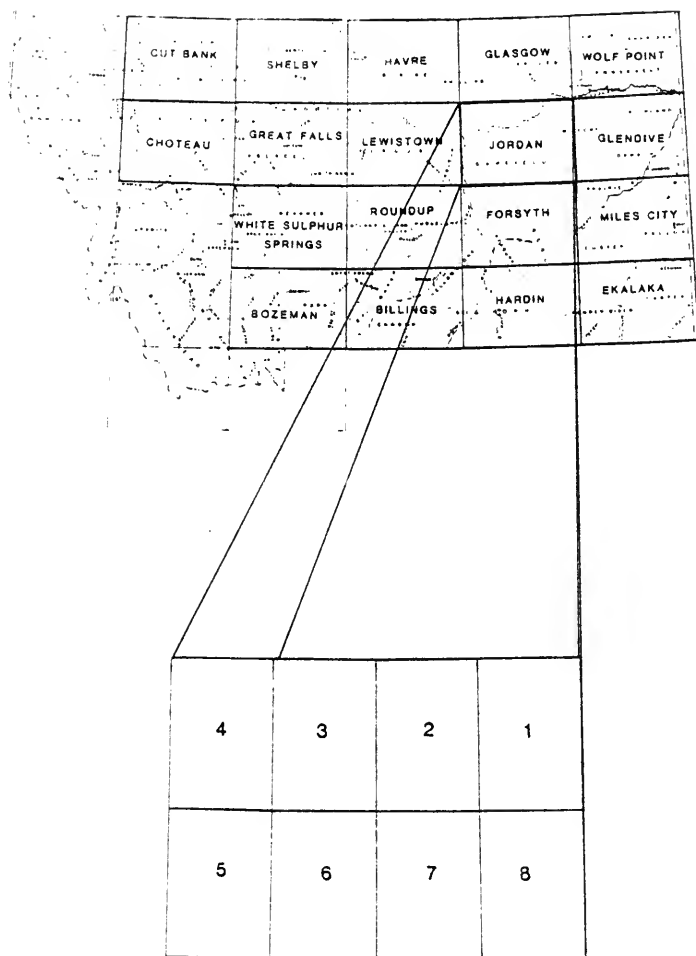 CUT BANK SHELBY HAVRE GLASGOW WOLF POINT
CHOTEAU GREAT FALLS LEWISTOWN JORDAN GLENDIVE
WHITE SULPHUR SPRINGS ROUNDUP FORSYTH MILES CITY
BOZEMAN BILLINGS HARDIN EKALAKA
4 3 2 1
5 6 7 8